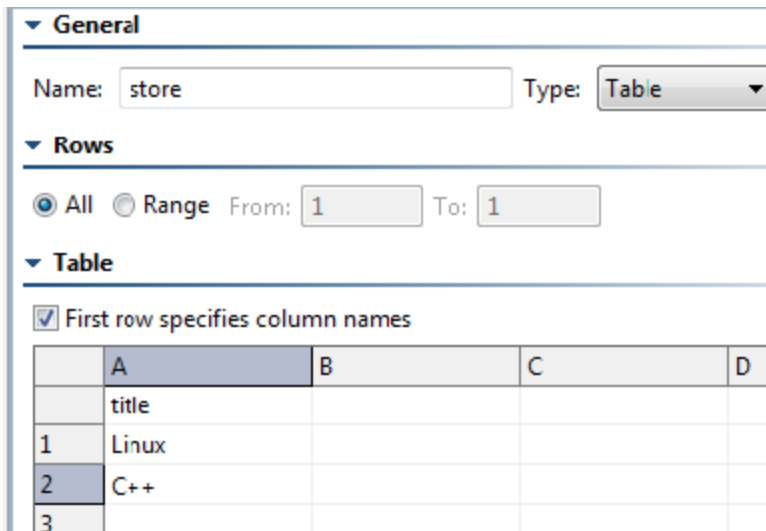 General
Name: store Type: Table
Rows
All Range From: 1 To: 1
Table
First row specifies column names
A B C D
title
1 Linux
2 C++
3